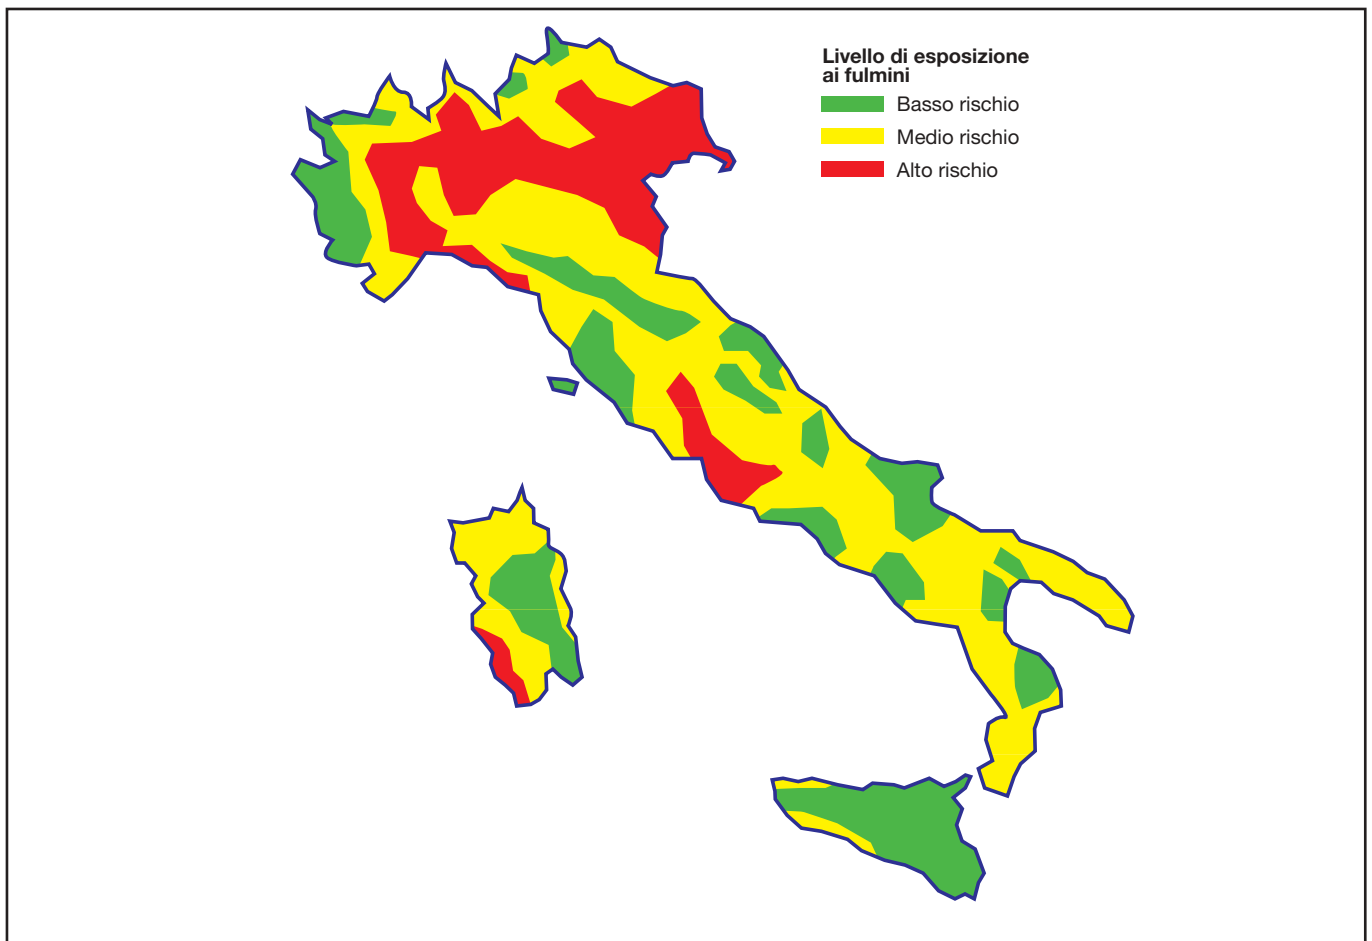 Livello di esposizione
ai fulmini
Basso rischio
Medio rischio
Alto rischio